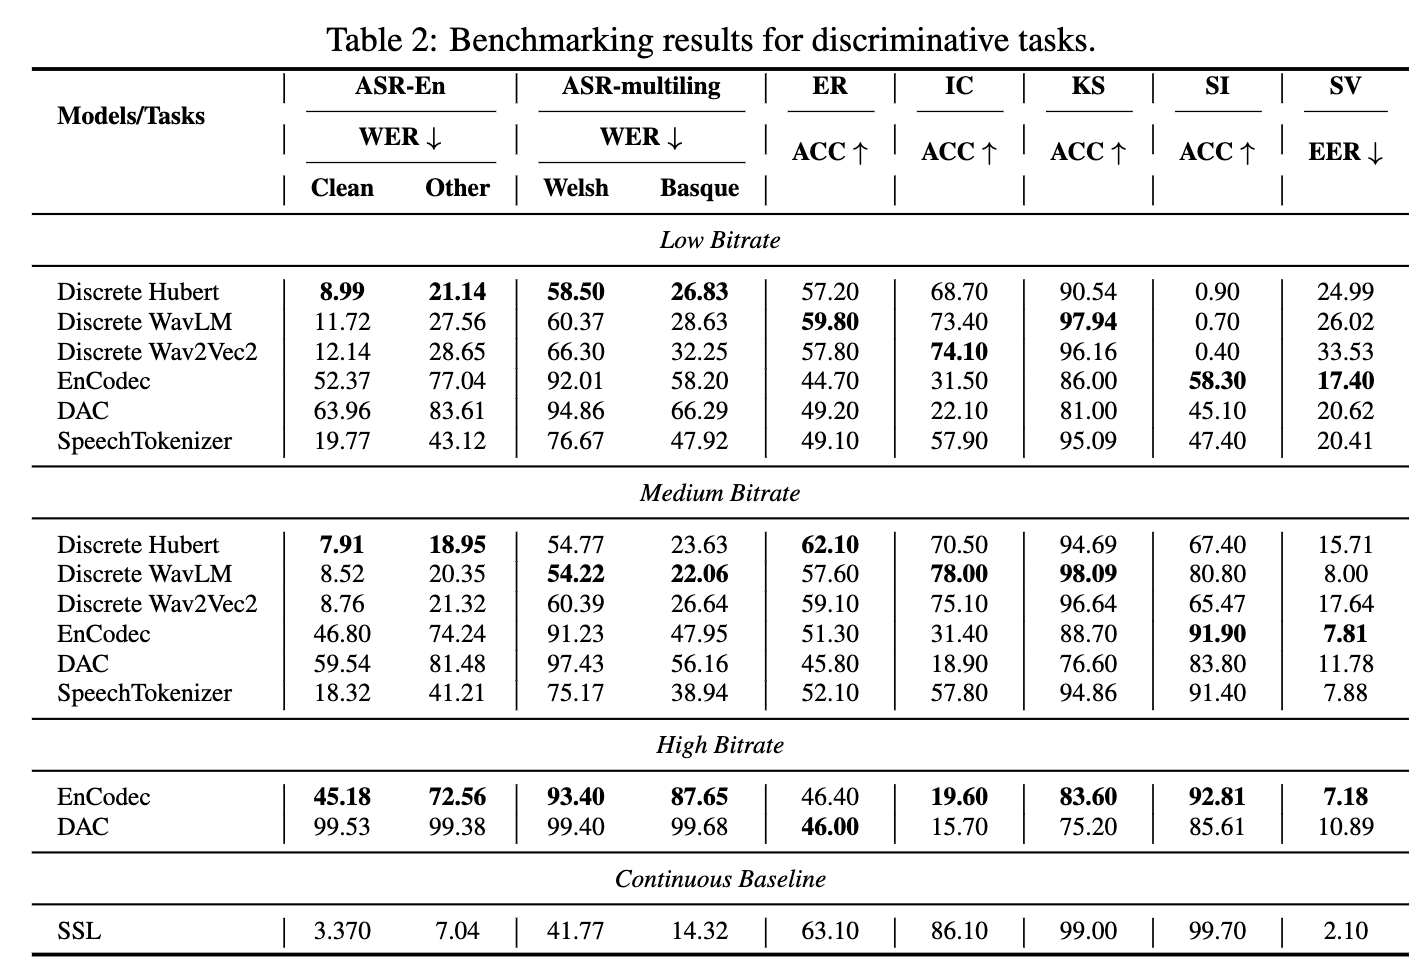 Table 2: Benchmarking results for discriminative tasks.
Models/Tasks ASR-En ASR-multiling ER IC KS SI SV
WER ↓ WER ↓ ACC ↑ ACC ↑ ACC ↑ ACC ↑ EER ↓
Clean Other Welsh Basque
Low Bitrate
Discrete Hubert 8.99 21.14 58.50 26.83 57.20 68.70 90.54 0.90 24.99
Discrete WavLM 11.72 27.56 60.37 28.63 59.80 73.40 97.94 0.70 26.02
Discrete Wav2Vec2 12.14 28.65 66.30 32.25 57.80 74.10 96.16 0.40 33.53
EnCodec 52.37 77.04 92.01 58.20 44.70 31.50 86.00 58.30 17.40
DAC 63.96 83.61 94.86 66.29 49.20 22.10 81.00 45.10 20.62
SpeechTokenizer 19.77 43.12 76.67 47.92 49.10 57.90 95.09 47.40 20.41
Medium Bitrate
Discrete Hubert 7.91 18.95 54.77 23.63 62.10 70.50 94.69 67.40 15.71
Discrete WavLM 8.52 20.35 54.22 22.06 57.60 78.00 98.09 80.80 8.00
Discrete Wav2Vec2 8.76 21.32 60.39 26.64 59.10 75.10 96.64 65.47 17.64
EnCodec 46.80 74.24 91.23 47.95 51.30 31.40 88.70 91.90 7.81
DAC 59.54 81.48 97.43 56.16 45.80 18.90 76.60 83.80 11.78
SpeechTokenizer 18.32 41.21 75.17 38.94 52.10 57.80 94.86 91.40 7.88
High Bitrate
EnCodec 45.18 72.56 93.40 87.65 46.40 19.60 83.60 92.81 7.18
DAC 99.53 99.38 99.40 99.68 46.00 15.70 75.20 85.61 10.89
Continuous Baseline
SSL 3.370 7.04 41.77 14.32 63.10 86.10 99.00 99.70 2.10